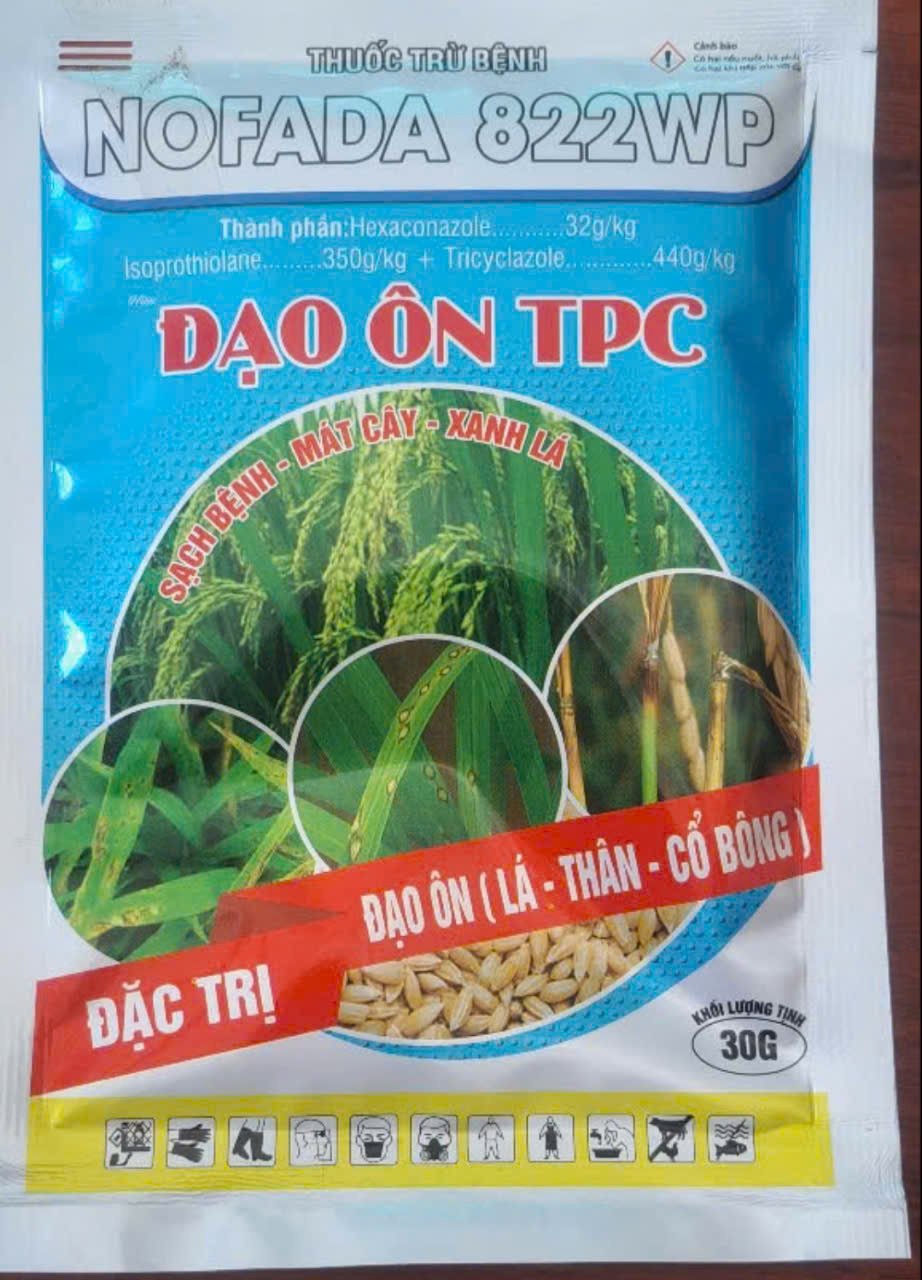 THUỐC TRỪ BỆNH
Cảnh báo
NOFADA 822WP
Thành phần:Hexaconazole...........32g/kg
Isoprothiolane.........350g/kg + Tricyclazole.............440g/kg
ĐẠO ÔN TPC
SẠCH BỆNH - MÁT CÂY - XANH LÁ
ĐẶC TRỊ
ĐẠO ÔN ( LÁ - THÂN - CỔ BÔNG )
KHỐI LƯỢNG TỊNH
30G